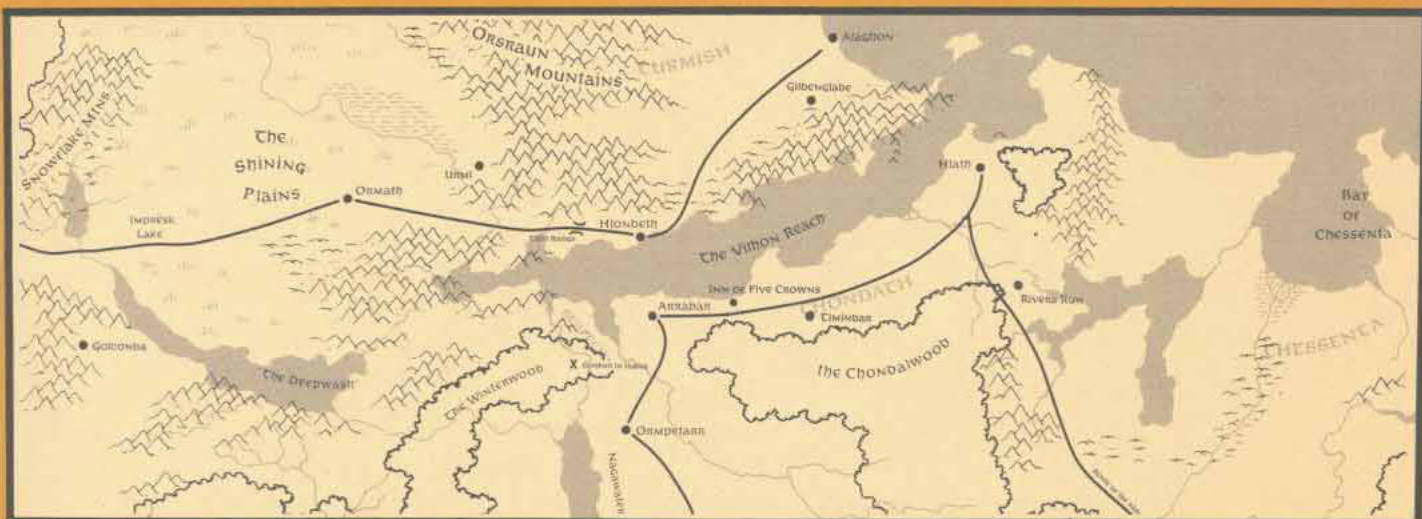 Alaghon
Orsraun
Mountains
Turmish
Snowflake Mtns
Gildenglade
The
Shining
Plains
Hlath
Bay
of
Chessenta
Ormath
Impresk
Lake
Hlondeth
The Vilhon Reach
Inn of Five Crowns
Chondath
Rivers Run
Arrabar
Timindar
Golconda
The Chondalwood
Chessenta
The Deepwash
The Winterwood
X
Ormpetarr
Nagawater